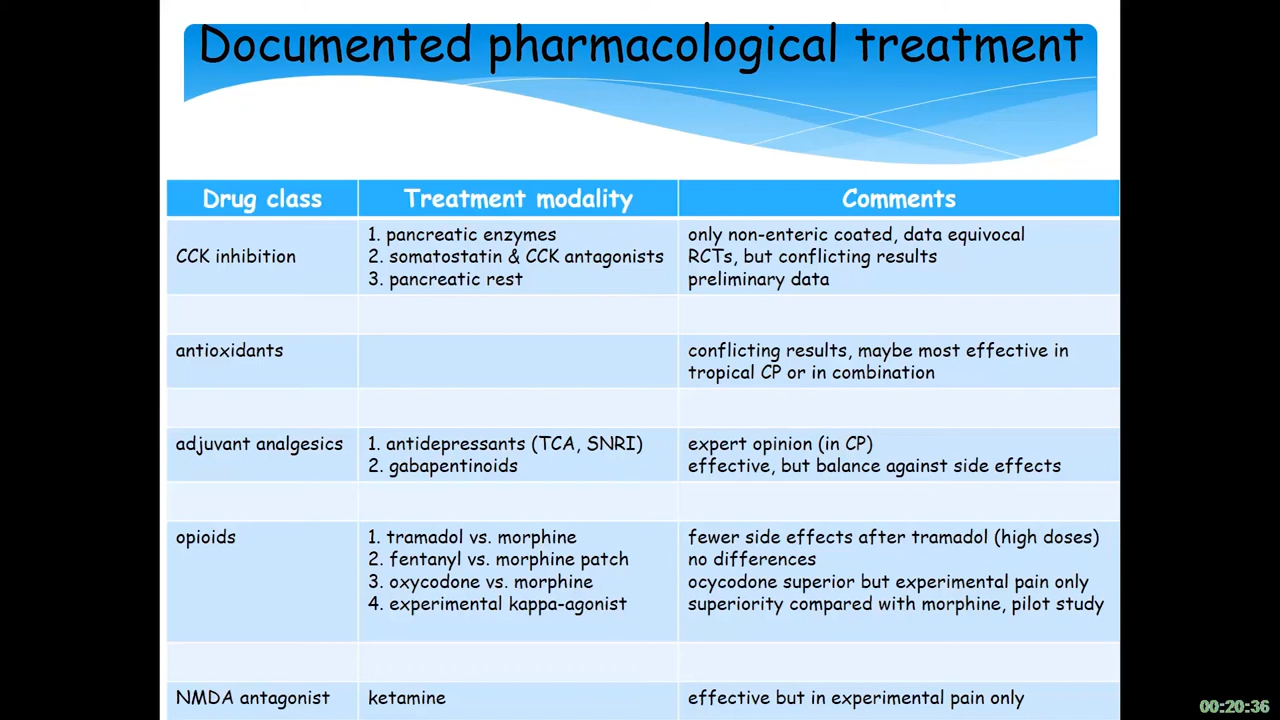 Documented pharmacological treatment
Drug class Treatment modality Comments
CCK inhibition
1. pancreatic enzymes
2. somatostatin & CCK antagonists
3. pancreatic rest
only non-enteric coated, data equivocal
RCTs, but conflicting results
preliminary data
antioxidants
conflicting results, maybe most effective in
tropical CP or in combination
adjuvant analgesics
1. antidepressants (TCA, SNRI)
2. gabapentinoids
expert opinion (in CP)
effective, but balance against side effects
opioids
1. tramadol vs. morphine
2. fentanyl vs. morphine patch
3. oxycodone vs. morphine
4. experimental kappa-agonist
fewer side effects after tramadol (high doses)
no differences
ocycodone superior but experimental pain only
superiority compared with morphine, pilot study
NMDA antagonist
ketamine
effective but in experimental pain only
00:20:36